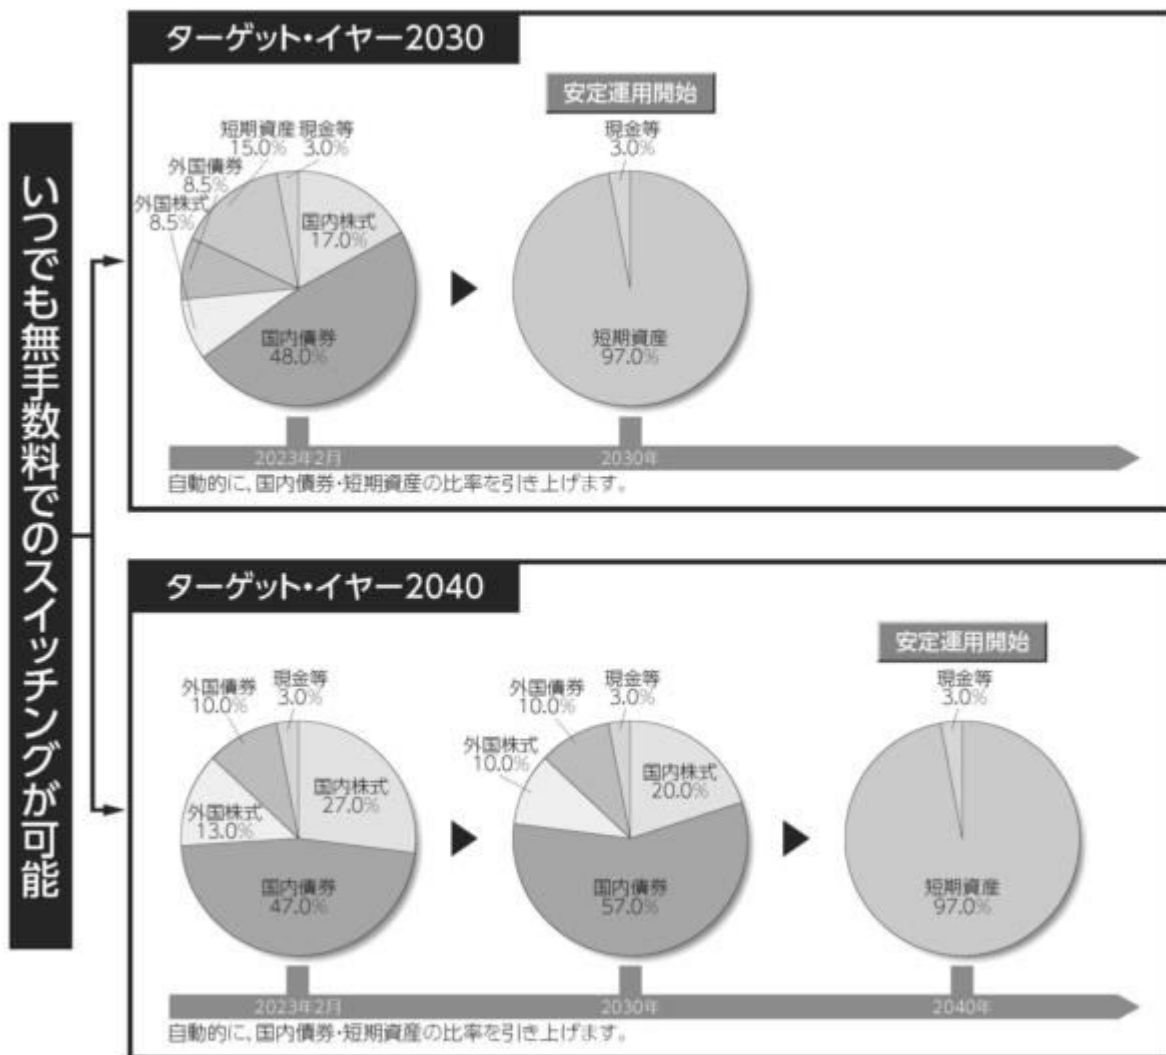 いつでも無手数料でのスイッチングが可能
ターゲット・イヤー2030
安定運用開始
短期資産
15.0%
現金等
3.0%
外国債券
8.5%
外国株式
8.5%
国内株式
17.0%
国内債券
48.0%
現金等
3.0%
短期資産
97.0%
2023年2月
2030年
自動的に、国内債券・短期資産の比率を引き上げます。
ターゲット・イヤー2040
安定運用開始
外国債券
10.0%
現金等
3.0%
国内株式
27.0%
外国株式
13.0%
国内債券
47.0%
外国債券
10.0%
現金等
3.0%
外国株式
10.0%
国内株式
20.0%
国内債券
57.0%
現金等
3.0%
短期資産
97.0%
2023年2月
2030年
2040年
自動的に、国内債券・短期資産の比率を引き上げます。